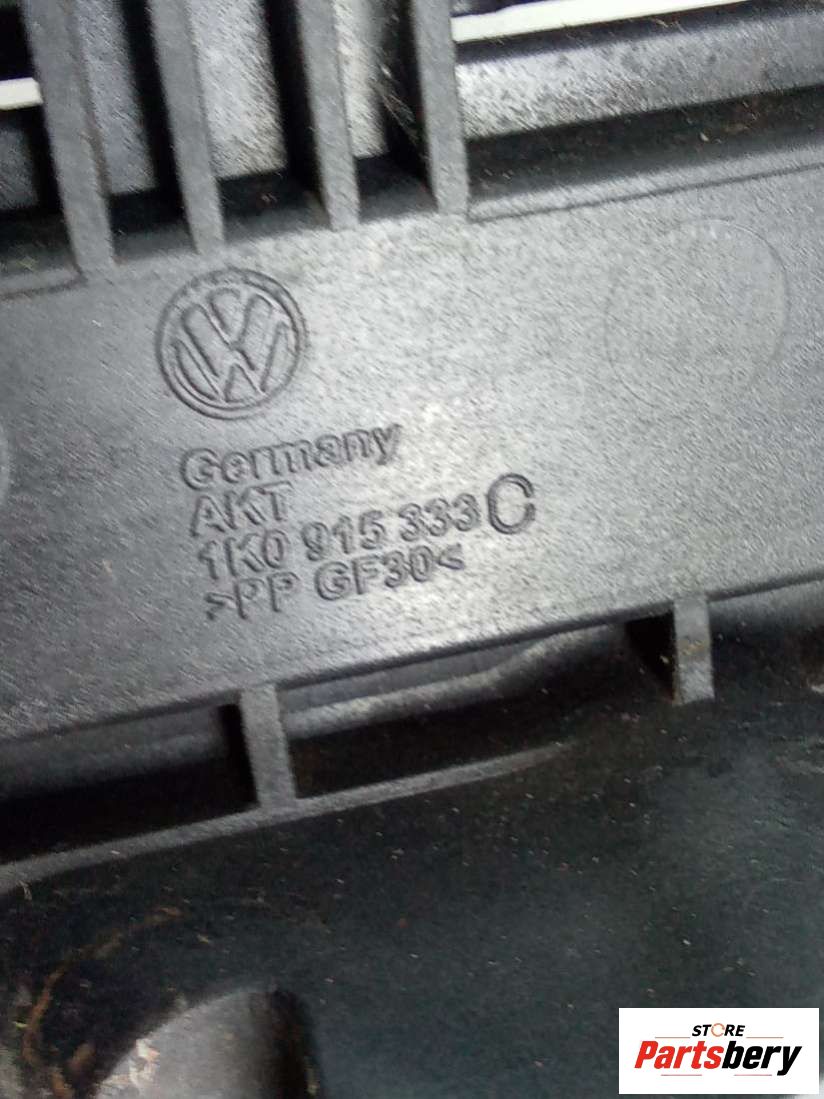 Germany
AKT
1K0 915 333 C
>PP GF30<
STORE
Partsbery